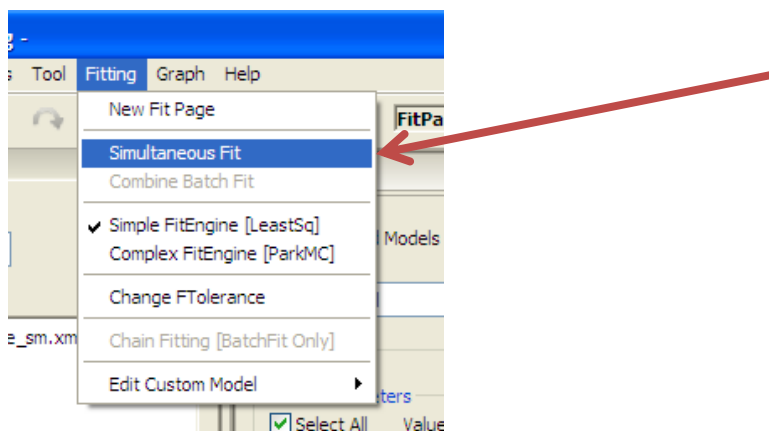 g -
s Tool Fitting Graph Help
New Fit Page
FitPa
Simultaneous Fit
Combine Batch Fit
Simple FitEngine [LeastSq]
l Models
Complex FitEngine [ParkMC]
Change FTolerance
e_sm.xm
Chain Fitting [BatchFit Only]
Edit Custom Model
ters
Select All Value